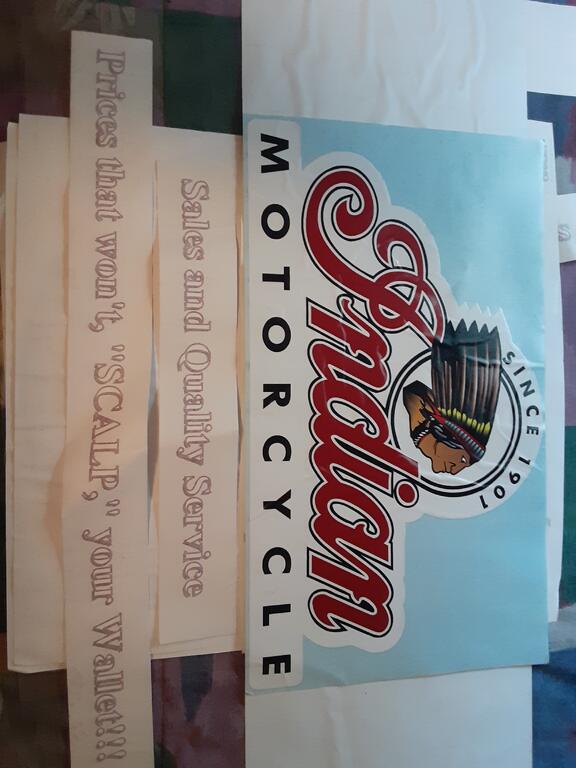 SINCE 1901
Indian
MOTORCYCLE
Sales and Quality Service
Prices that won't, "SCALP," your Wallet!!!